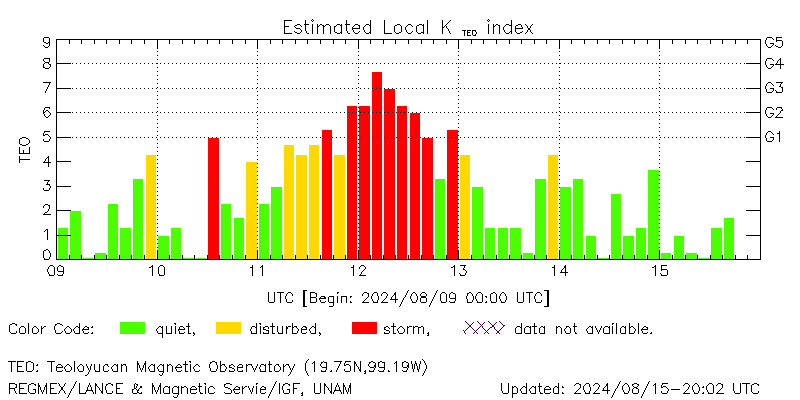 Estimated Local K TEO index
9 G5
8 G4
7 G3
6 G2
5 G1
4
3
2
1
0
TEO
09 10 11 12 13 14 15
UTC [Begin: 2024/08/09 00:00 UTC]
Color Code: quiet, disturbed, storm, data not available.
TEO: Teoloyucan Magnetic Observatory (19.75N,99.19W)
REGMEX/LANCE & Magnetic Servie/IGF, UNAM Updated: 2024/08/15-20:02 UTC